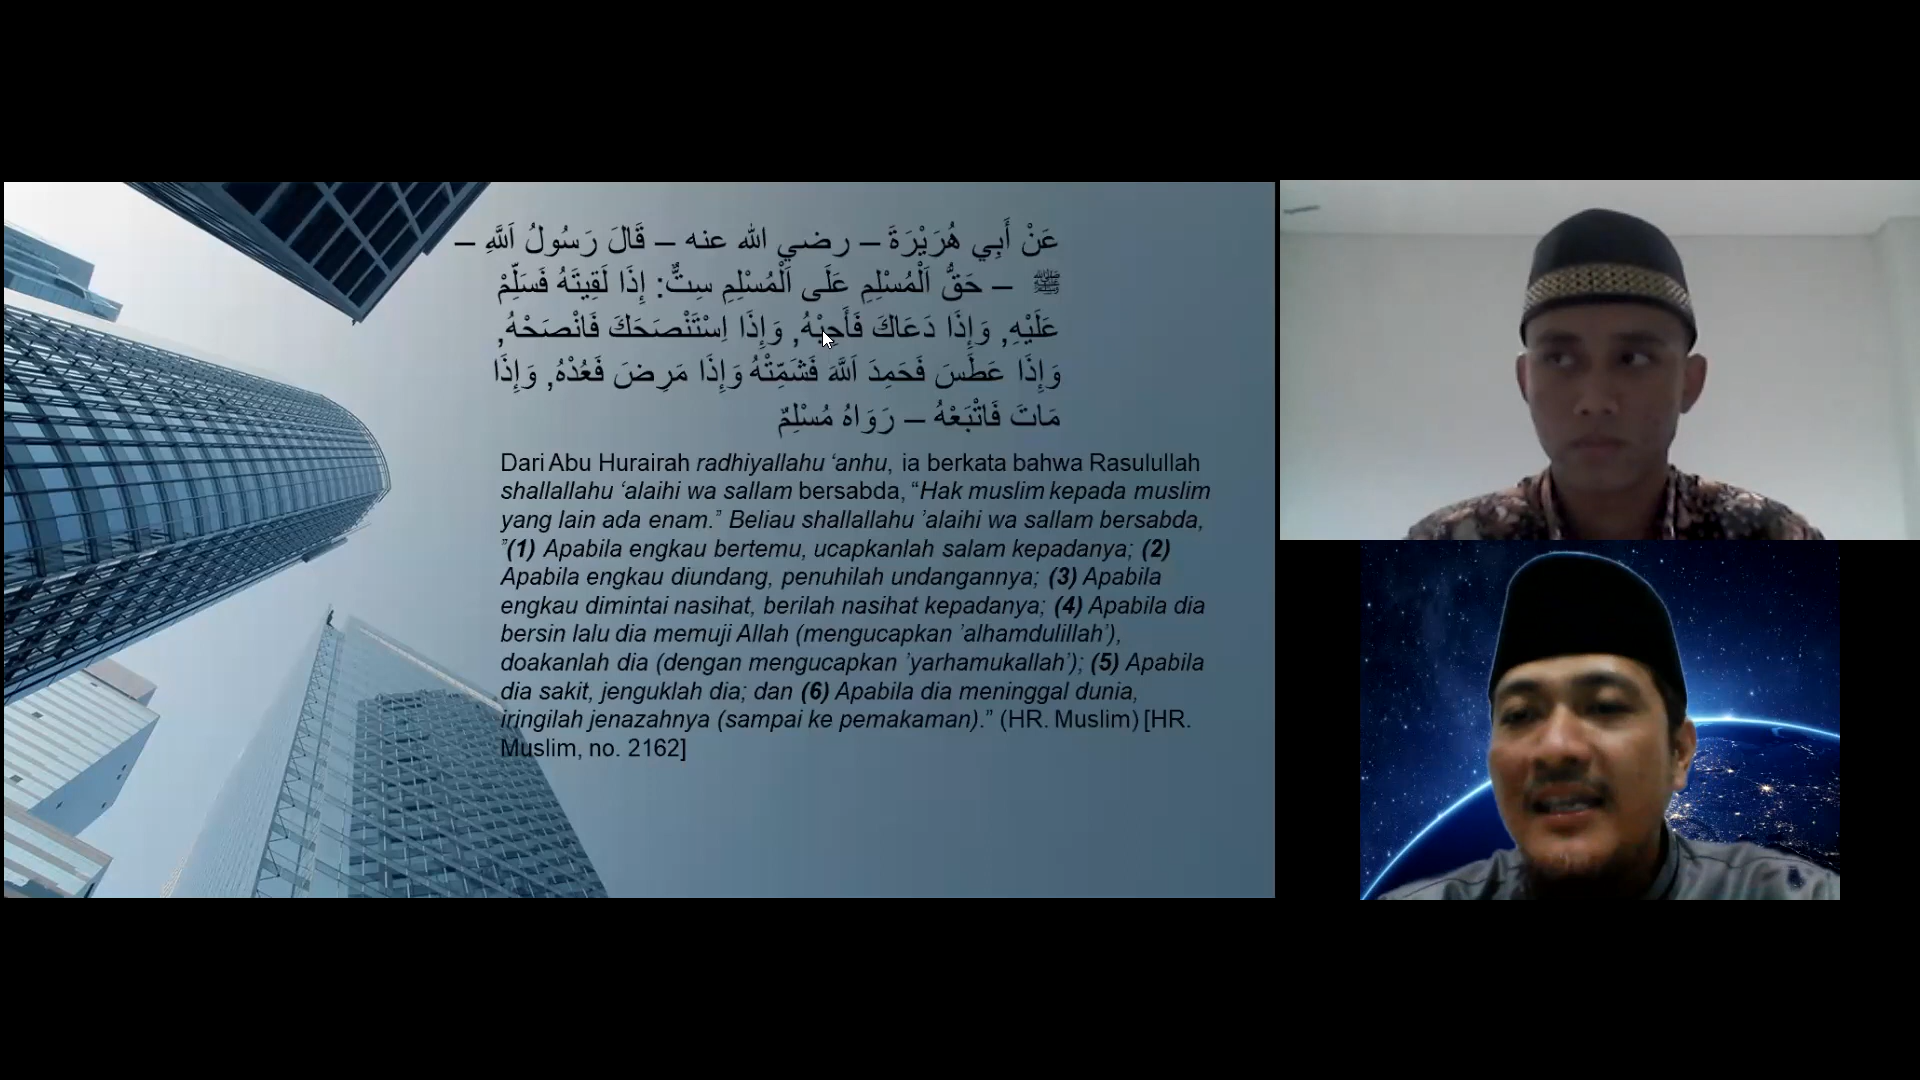 عَنْ أَبِي هُرَيْرَةَ – رضي الله عنه – قَالَ رَسُولُ اَللَّهِ –
ﷺ – حَقُّ اَلْمُسْلِمِ عَلَى اَلْمُسْلِمِ سِتٌّ: إِذَا لَقِيتَهُ فَسَلِّمْ
عَلَيْهِ, وَإِذَا دَعَاكَ فَأَجِبْهُ, وَإِذَا اِسْتَنْصَحَكَ فَانْصَحْهُ,
وَإِذَا عَطَسَ فَحَمِدَ اَللَّهَ فَشَمِّتْهُ وَإِذَا مَرِضَ فَعُدْهُ, وَإِذَا
مَاتَ فَاتْبَعْهُ – رَوَاهُ مُسْلِمٌ
Dari Abu Hurairah radhiyallahu ‘anhu, ia berkata bahwa Rasulullah
shallallahu ‘alaihi wa sallam bersabda, “Hak muslim kepada muslim
yang lain ada enam.” Beliau shallallahu ’alaihi wa sallam bersabda,
”(1) Apabila engkau bertemu, ucapkanlah salam kepadanya; (2)
Apabila engkau diundang, penuhilah undangannya; (3) Apabila
engkau dimintai nasihat, berilah nasihat kepadanya; (4) Apabila dia
bersin lalu dia memuji Allah (mengucapkan ’alhamdulillah’),
doakanlah dia (dengan mengucapkan ’yarhamukallah’); (5) Apabila
dia sakit, jenguklah dia; dan (6) Apabila dia meninggal dunia,
iringilah jenazahnya (sampai ke pemakaman).” (HR. Muslim) [HR.
Muslim, no. 2162]